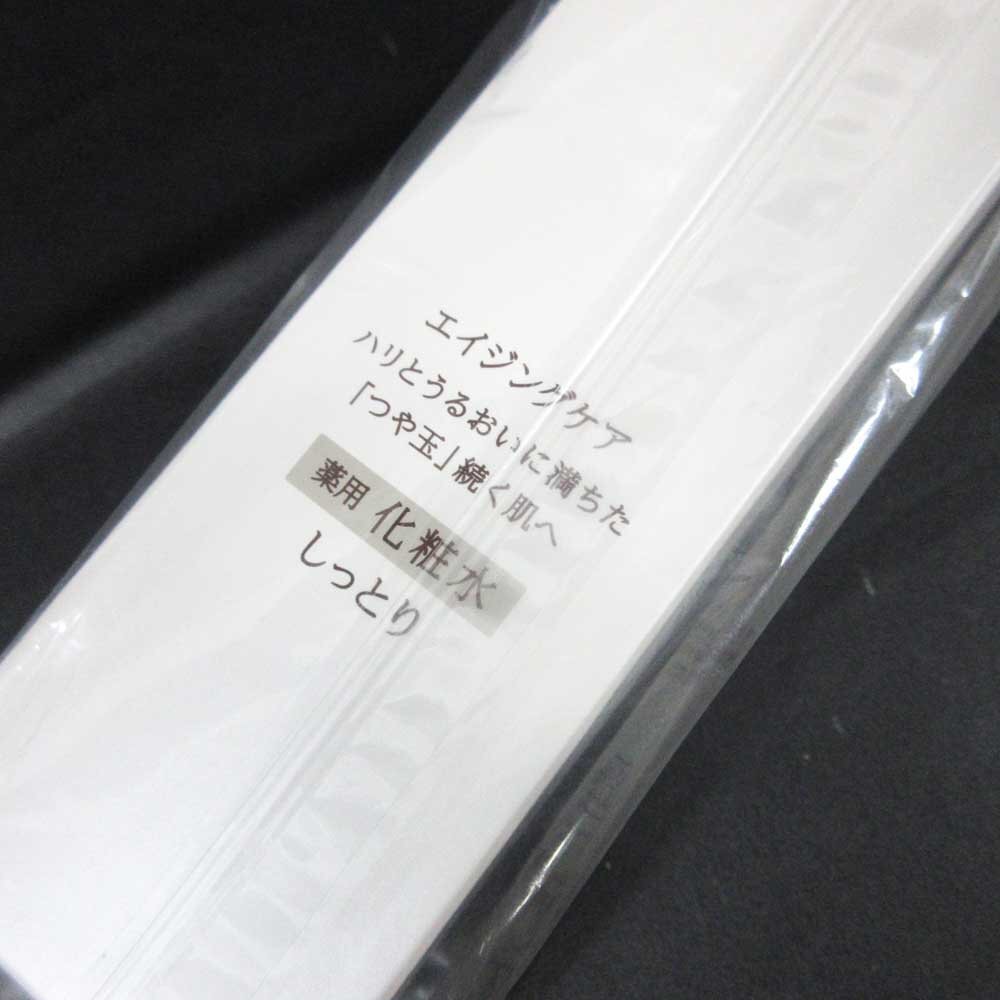 エイジングケア
ハリとうるおいに満ちた
「つや玉」続く肌へ
薬用 化粧水
しっとり